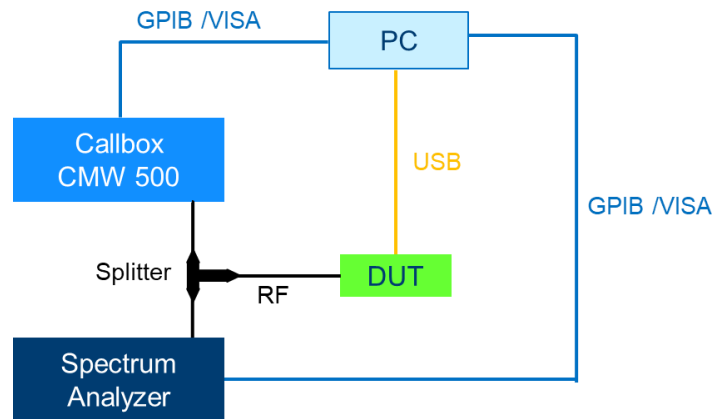 GPIB /VISA
PC
Callbox
CMW 500
USB
GPIB /VISA
Splitter
RF
DUT
Spectrum
Analyzer